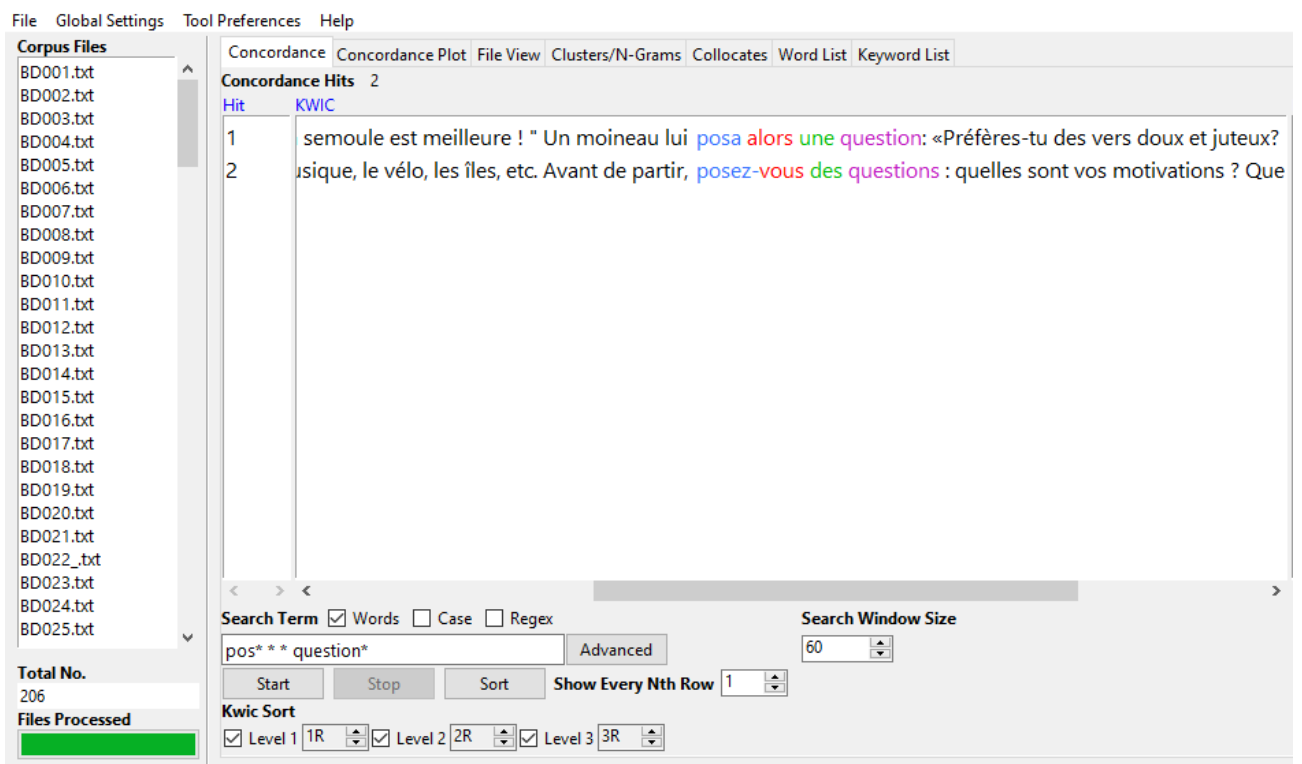 File Global Settings Tool Preferences Help
Corpus Files
BD001.txt
BD002.txt
BD003.txt
BD004.txt
BD005.txt
BD006.txt
BD007.txt
BD008.txt
BD009.txt
BD010.txt
BD011.txt
BD012.txt
BD013.txt
BD014.txt
BD015.txt
BD016.txt
BD017.txt
BD018.txt
BD019.txt
BD020.txt
BD021.txt
BD022_.txt
BD023.txt
BD024.txt
BD025.txt
Total No.
206
Files Processed
Concordance Concordance Plot File View Clusters/N-Grams Collocates Word List Keyword List
Concordance Hits 2
Hit KWIC
1 semoule est meilleure ! " Un moineau lui posa alors une question: «Préfères-tu des vers doux et juteux?
2 usique, le vélo, les îles, etc. Avant de partir, posez-vous des questions : quelles sont vos motivations ? Que
Search Term Words Case Regex Search Window Size
pos* * * question* Advanced 60
Start Stop Sort Show Every Nth Row 1
Kwic Sort
Level 1 1R Level 2 2R Level 3 3R